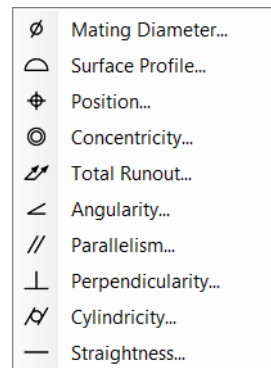 Mating Diameter...
Surface Profile...
Position...
Concentricity...
Total Runout...
Angularity...
Parallelism...
Perpendicularity...
Cylindricity...
Straightness...